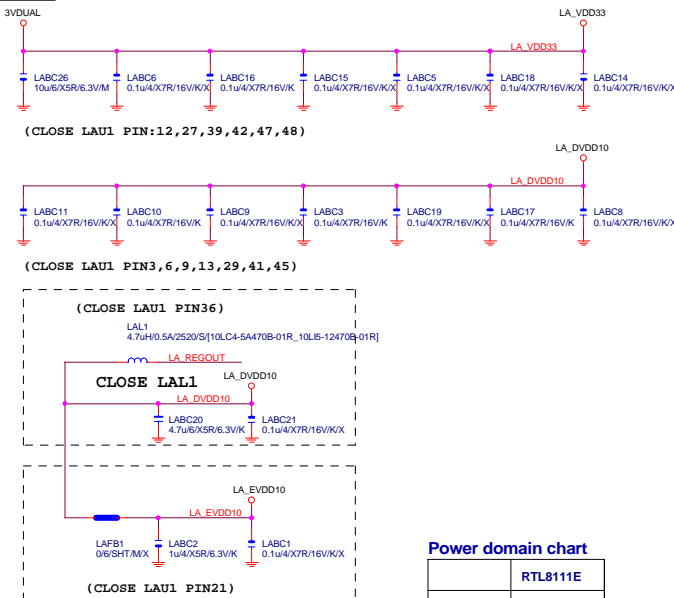 3VDUAL
LA_VDD33
LA_VDD33
LABC26
10u/6/X5R/6.3V/M
LABC6
0.1u/4/X7R/16V/K/X
LABC16
0.1u/4/X7R/16V/K
LABC15
0.1u/4/X7R/16V/K/X
LABC5
0.1u/4/X7R/16V/K/X
LABC18
0.1u/4/X7R/16V/K/X
LABC14
0.1u/4/X7R/16V/K/X
(CLOSE LAU1 PIN:12,27,39,42,47,48)
LA_DVDD10
LA_DVDD10
LABC11
0.1u/4/X7R/16V/K/X
LABC10
0.1u/4/X7R/16V/K
LABC9
0.1u/4/X7R/16V/K/X
LABC3
0.1u/4/X7R/16V/K
LABC19
0.1u/4/X7R/16V/K/X
LABC17
0.1u/4/X7R/16V/K
LABC8
0.1u/4/X7R/16V/K/X
(CLOSE LAU1 PIN3,6,9,13,29,41,45)
(CLOSE LAU1 PIN36)
LAL1
4.7uH/0.5A/2520/S/[10LC4-5A470B-01R_10LI5-12470B-01R]
LA_REGOUT
CLOSE LAL1
LA_DVDD10
LA_DVDD10
LABC20
4.7u/6/X5R/6.3V/K
LABC21
0.1u/4/X7R/16V/K/X
LA_EVDD10
LA_EVDD10
LAFB1
0/6/SHT/M/X
LABC2
1u/4/X5R/6.3V/K
LABC1
0.1u/4/X7R/16V/K/X
(CLOSE LAU1 PIN21)
Power domain chart
RTL8111E